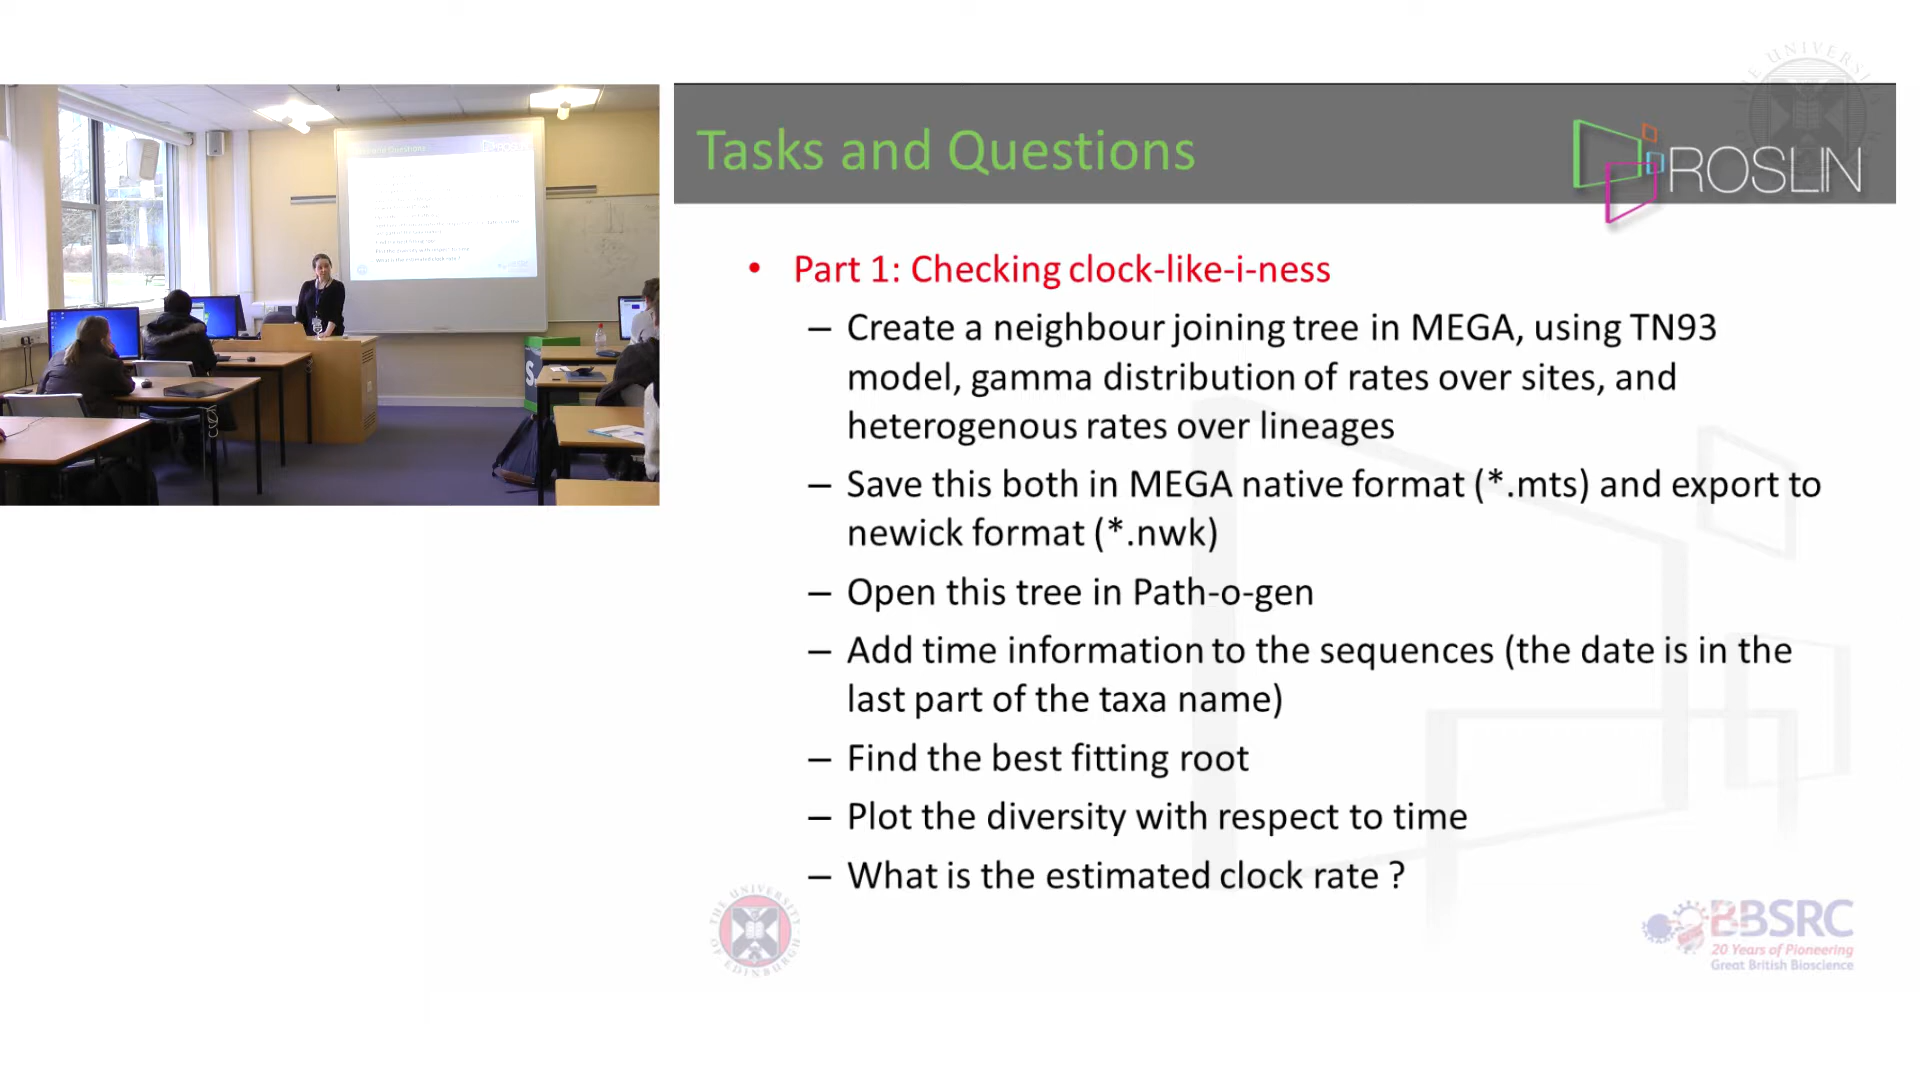 Tasks and Questions
ROSLIN
• Part 1: Checking clock-like-i-ness
– Create a neighbour joining tree in MEGA, using TN93
model, gamma distribution of rates over sites, and
heterogenous rates over lineages
– Save this both in MEGA native format (*.mts) and export to
newick format (*.nwk)
– Open this tree in Path-o-gen
– Add time information to the sequences (the date is in the
last part of the taxa name)
– Find the best fitting root
– Plot the diversity with respect to time
– What is the estimated clock rate ?
THE UNIVERSITY
OF EDINBURGH
BBSRC
20 Years of Pioneering
Great British Bioscience